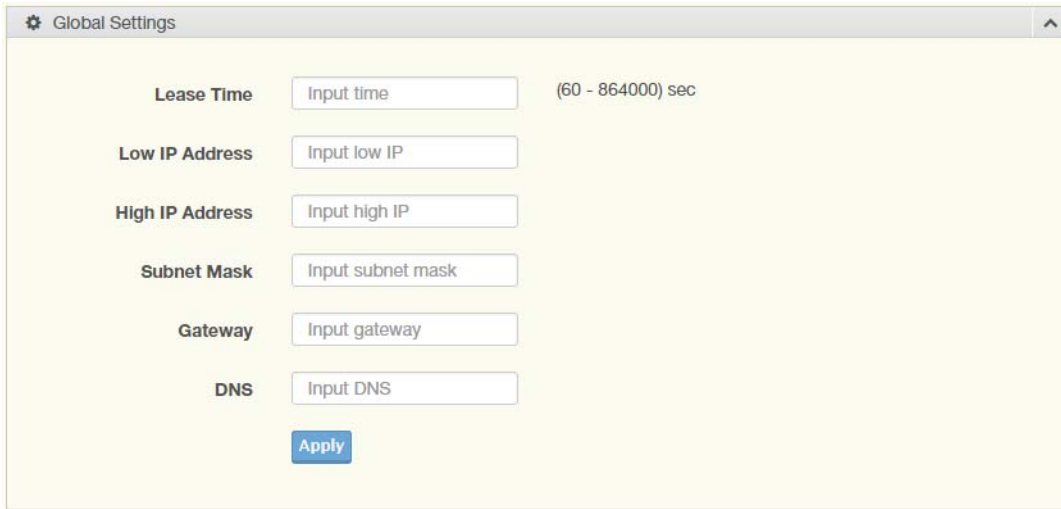 Global Settings
Lease Time Input time (60 - 864000) sec
Low IP Address Input low IP
High IP Address Input high IP
Subnet Mask Input subnet mask
Gateway Input gateway
DNS Input DNS
Apply